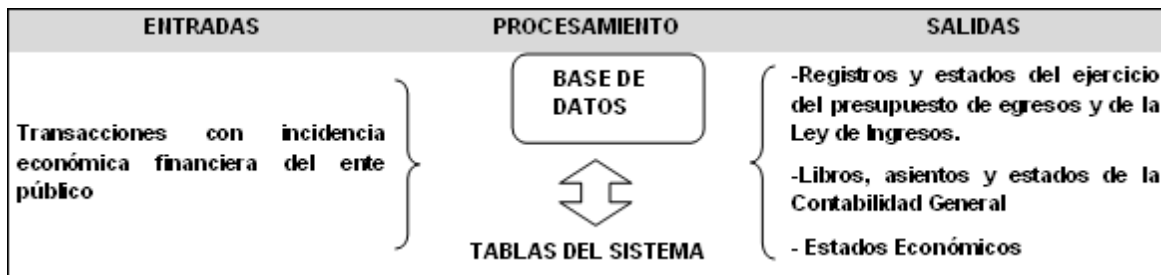 ENTRADAS
PROCESAMIENTO
SALIDAS
Transacciones con incidencia
económica financiera del ente
público
BASE DE
DATOS
TABLAS DEL SISTEMA
-Registros y estados del ejercicio
del presupuesto de egresos y de la
Ley de Ingresos.
-Libros, asientos y estados de la
Contabilidad General
- Estados Económicos